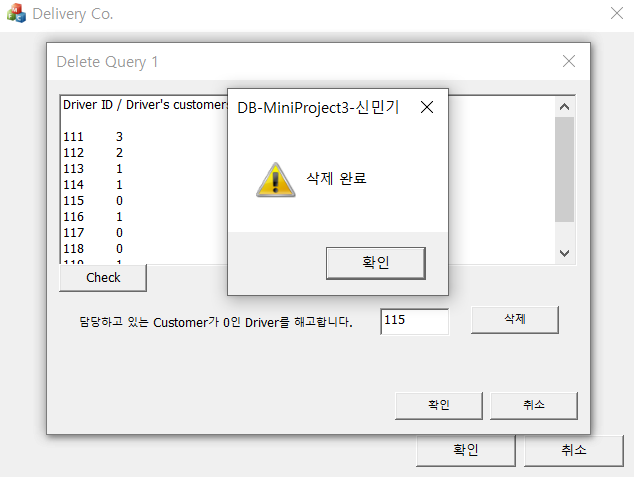 Delivery Co.
Delete Query 1
Driver ID / Driver's customer
111 3
112 2
113 1
114 1
115 0
116 1
117 0
118 0
119 1
Check
DB-MiniProject3-신민기
삭제 완료
확인
담당하고 있는 Customer가 0인 Driver를 해고합니다.
115
삭제
확인
취소
확인
취소